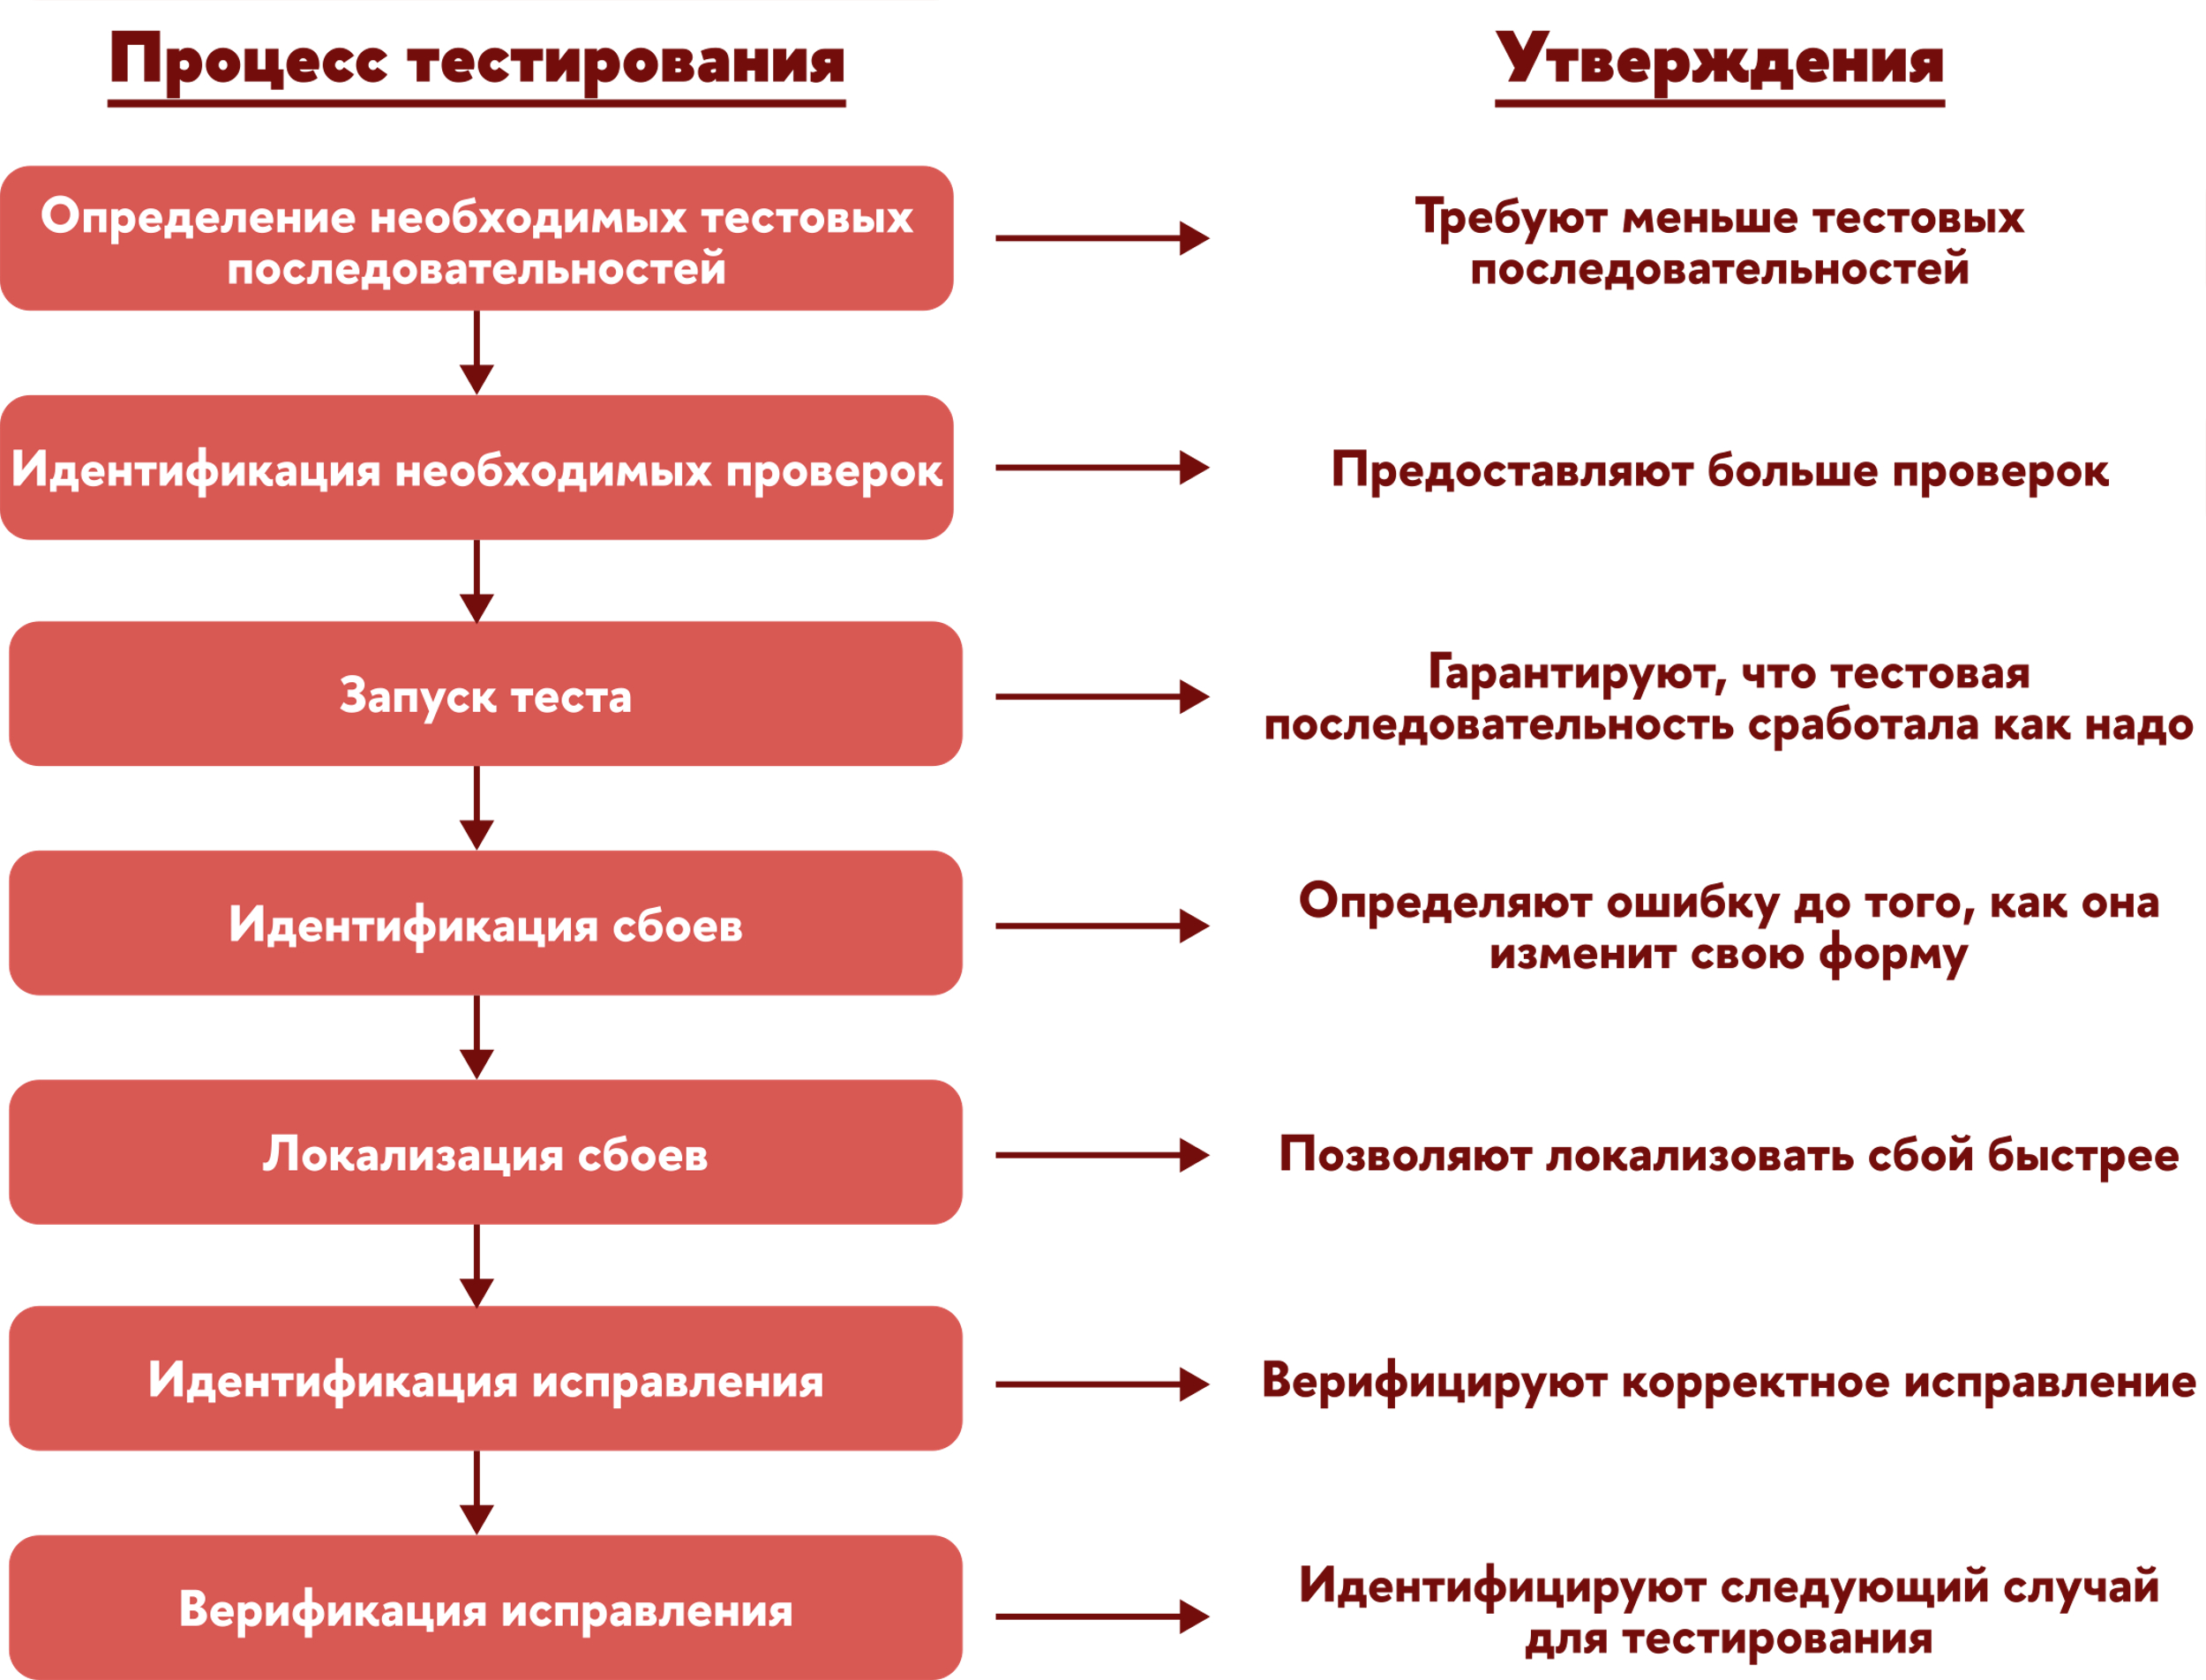 Процесс тестирования
Утверждения
Определение необходимых тестовых
последовательностей
Требуют меньше тестовых
последовательностей
Идентификация необходимых проверок
Предоставляют больше проверок
Запуск теста
Гарантируют, что тестовая
последовательность сработала как надо
Идентификация сбоев
Определяют ошибку до того, как она
изменит свою форму
Локализация сбоев
Позволяют локализовать сбой быстрее
Идентификация исправления
Верифицируют корректное исправление
Верификация исправления
Идентифицируют следующий случай
для тестирования